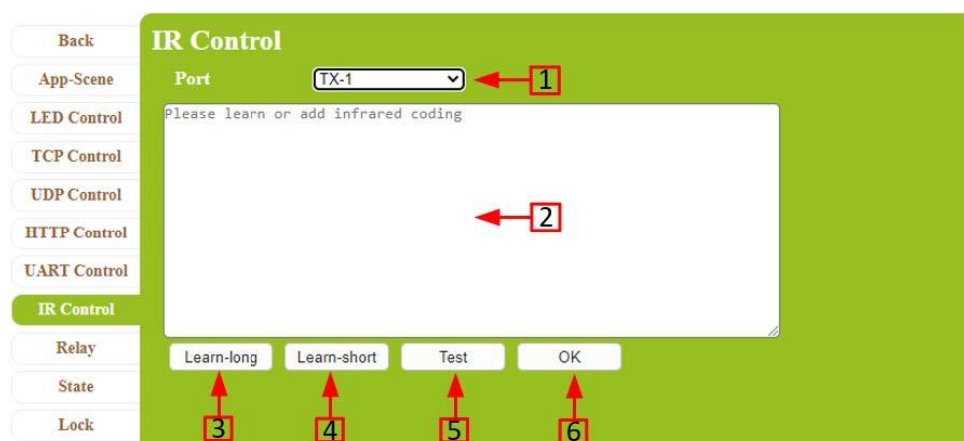 Back
App-Scene
LED Control
TCP Control
UDP Control
HTTP Control
UART Control
IR Control
Relay
State
Lock
IR Control
Port TX-1 1
Please learn or add infrared coding
2
Learn-long Learn-short Test OK
3 4 5 6